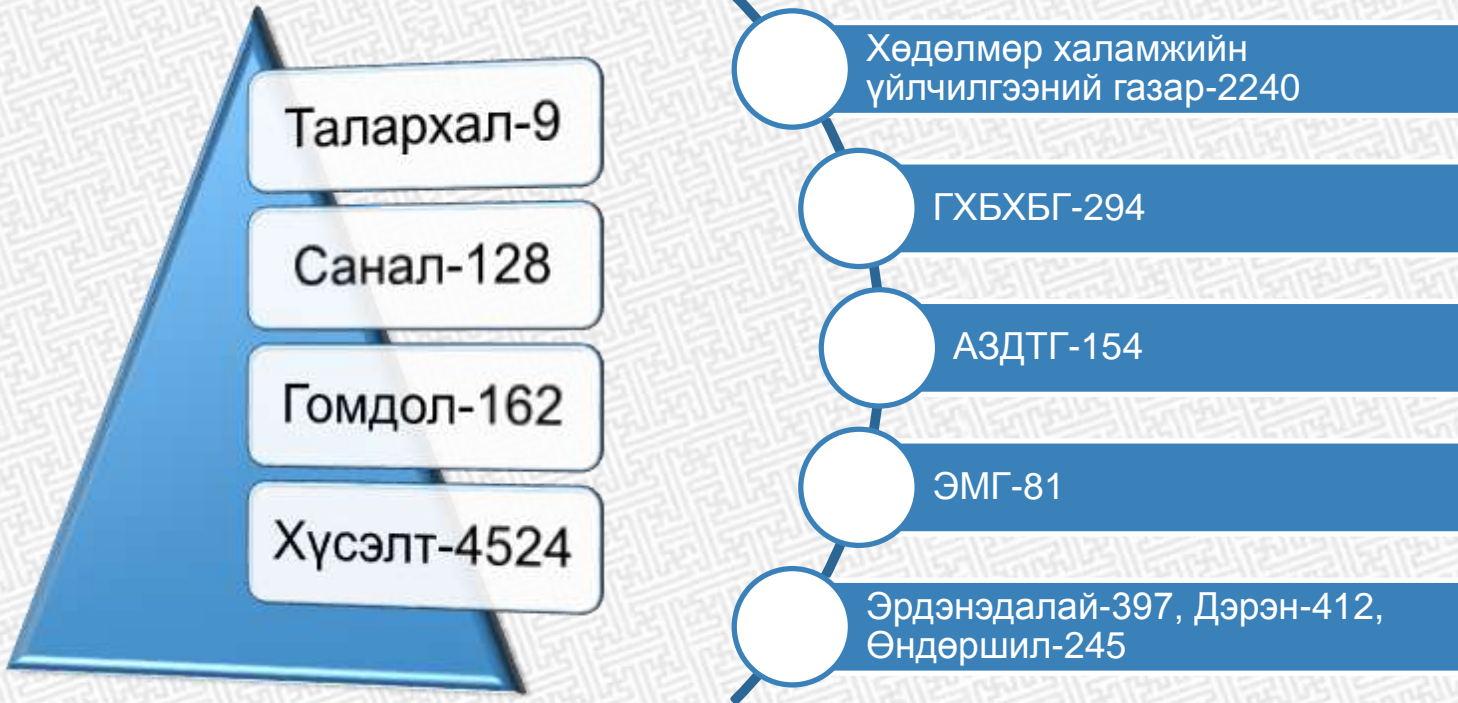 Талархал-9
Санал-128
Гомдол-162
Хүсэлт-4524
Хөдөлмөр халамжийн
үйлчилгээний газар-2240
ГХБХБГ-294
АЗДТГ-154
ЭМГ-81
Эрдэнэдалай-397, Дэрэн-412,
Өндөршил-245